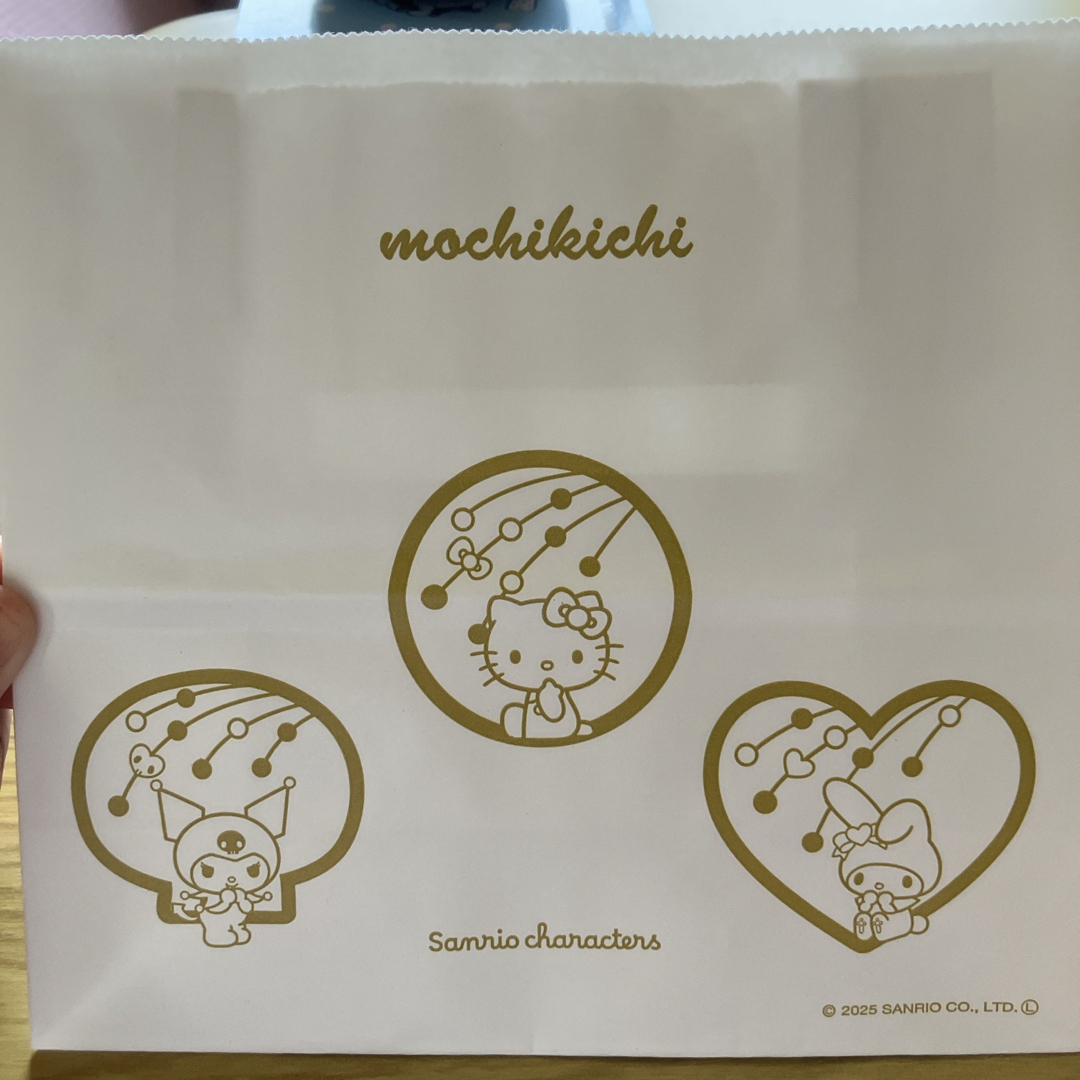 mochikichi
Sanrio characters
© 2025 SANRIO CO., LTD. Ⓛ